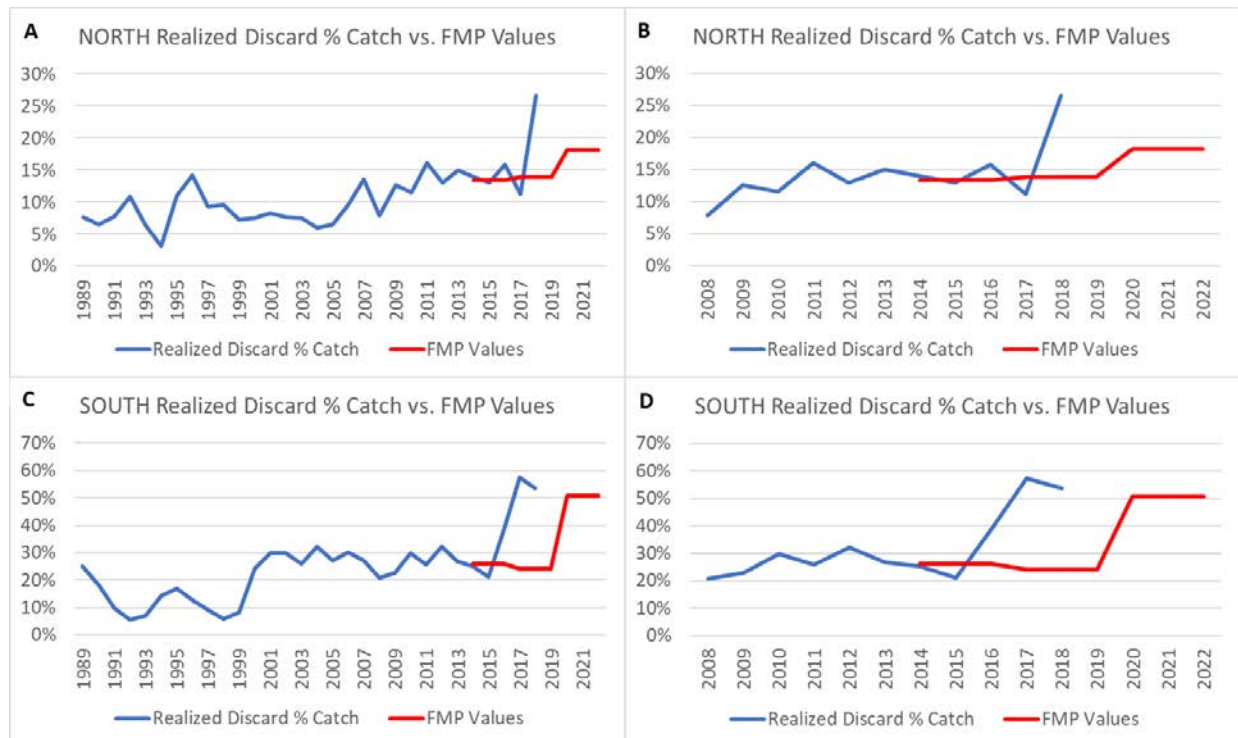 A NORTH Realized Discard % Catch vs. FMP Values
30%
25%
20%
15%
10%
5%
0%
1989 1991 1993 1995 1997 1999 2001 2003 2005 2007 2009 2011 2013 2015 2017 2019 2021
Realized Discard % Catch FMP Values
B NORTH Realized Discard % Catch vs. FMP Values
30%
25%
20%
15%
10%
5%
0%
2008 2009 2010 2011 2012 2013 2014 2015 2016 2017 2018 2019 2020 2021 2022
Realized Discard % Catch FMP Values
C SOUTH Realized Discard % Catch vs. FMP Values
70%
60%
50%
40%
30%
20%
10%
0%
1989 1991 1993 1995 1997 1999 2001 2003 2005 2007 2009 2011 2013 2015 2017 2019 2021
Realized Discard % Catch FMP Values
D SOUTH Realized Discard % Catch vs. FMP Values
70%
60%
50%
40%
30%
20%
10%
0%
2008 2009 2010 2011 2012 2013 2014 2015 2016 2017 2018 2019 2020 2021 2022
Realized Discard % Catch FMP Values